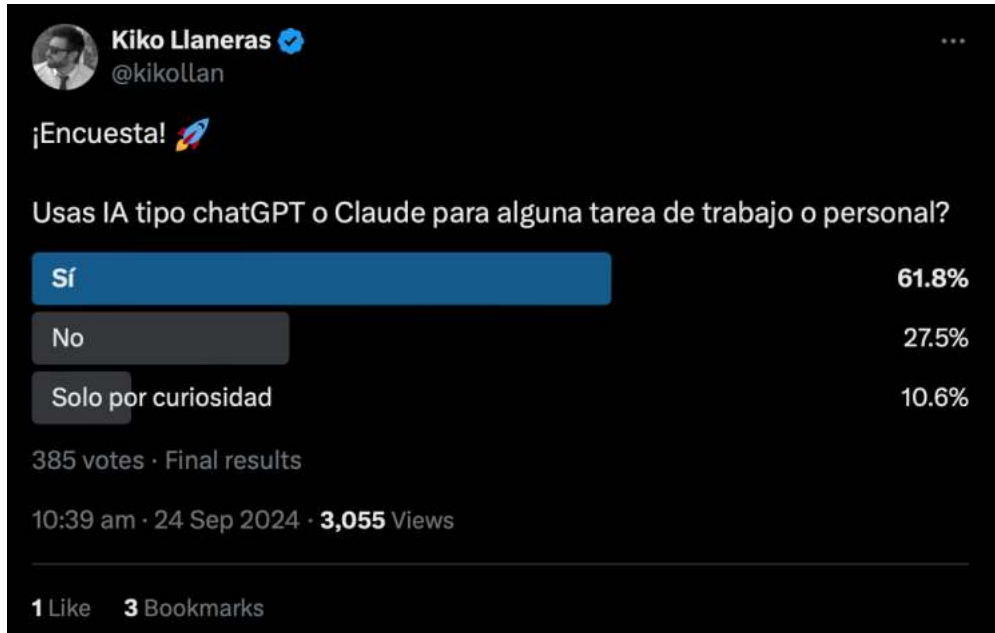 Kiko Llaneras
@kikollan
¡Encuesta! 🚀
Usas IA tipo chatGPT o Claude para alguna tarea de trabajo o personal?
Sí 61.8%
No 27.5%
Solo por curiosidad 10.6%
385 votes · Final results
10:39 am · 24 Sep 2024 · 3,055 Views
1 Like 3 Bookmarks